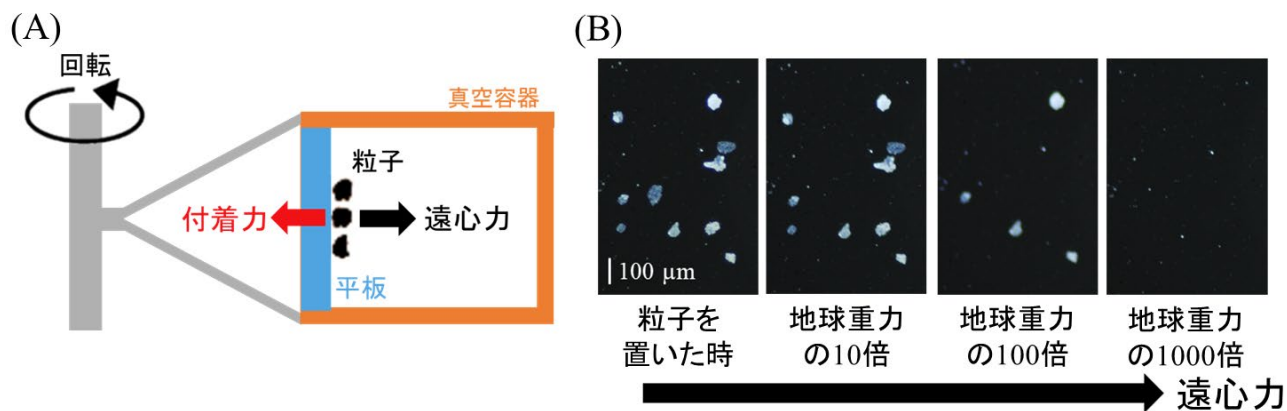 (A)
回転
真空容器
粒子
付着力
遠心力
平板
(B)
100 µm
粒子を
置いた時
地球重力
の10倍
地球重力
の100倍
地球重力
の1000倍
遠心力